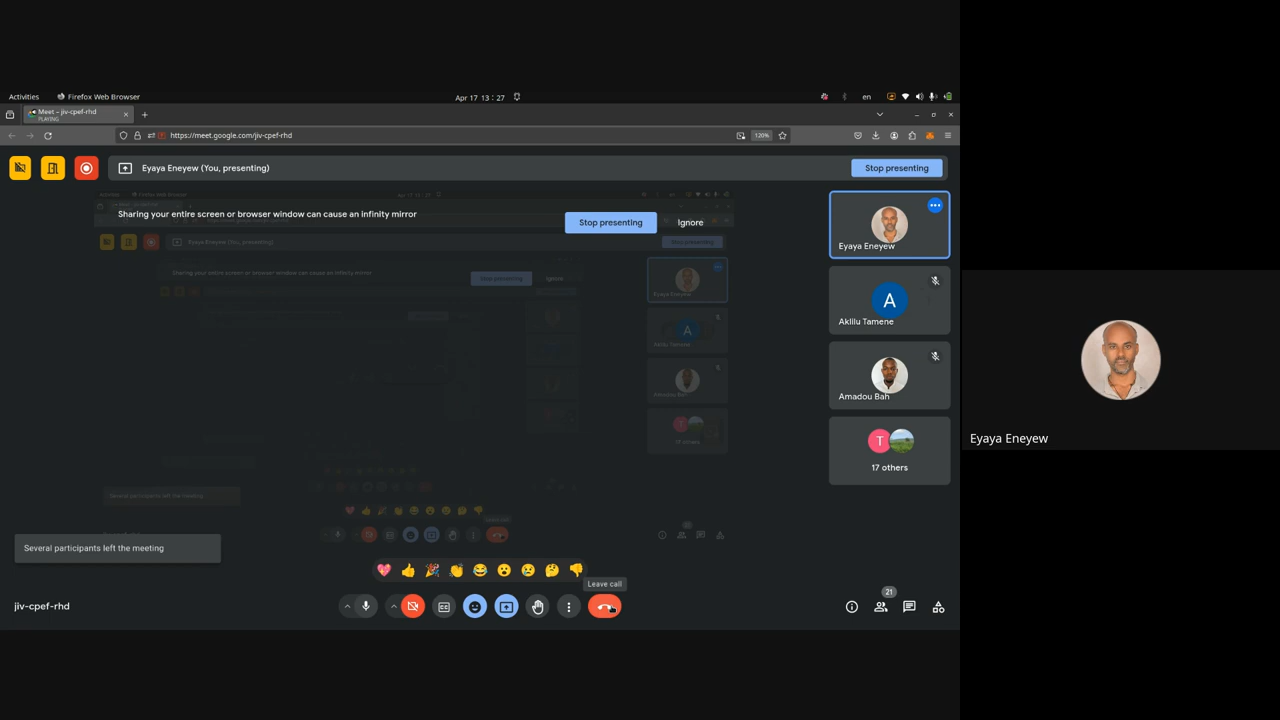 Activities
Firefox Web Browser
Apr 17 13:27
en
Meet – jiv-cpef-rhd
PLAYING
https://meet.google.com/jiv-cpef-rhd
120%
Eyaya Eneyew (You, presenting)
Stop presenting
Sharing your entire screen or browser window can cause an infinity mirror
Stop presenting
Ignore
Eyaya Eneyew
A
Aklilu Tamene
Amadou Bah
T
17 others
Eyaya Eneyew
Several participants left the meeting
Leave call
jiv-cpef-rhd
21